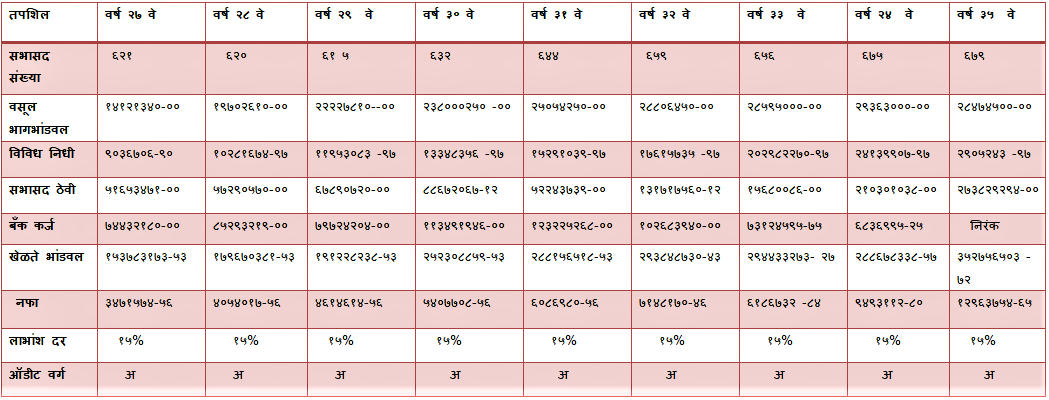 तपशिल वर्ष २७ वे वर्ष २८ वे वर्ष २९ वे वर्ष ३० वे वर्ष ३१ वे वर्ष ३२ वे वर्ष ३३ वे वर्ष २४ वे वर्ष ३५ वे
सभासद संख्या ६२१ ६२० ६१ ५ ६३२ ६४४ ६५९ ६५६ ६७५ ६७९
वसूल भागभांडवल १४१२१३४०-०० १९७०२६१०-०० २२२२७८१०--०० २३८०००२५० -०० २५०५४२५०-०० २८८०६४५०-०० २८५९५०००-०० २९३६३०००-०० २८४७४५००-००
विविध निधी ९०३६७०६-९० १०२८१६७४-९७ ११९५३०८३ -९७ १३३४८३५६ -९७ १५२९१०३९-९७ १७६१५७३५ -९७ २०२९८२२७०-९७ २४१३९९०७-९७ २९०५२४३ -९७
सभासद ठेवी ५१६५३४७१-०० ५७२९०५७०-०० ६७८९०७२०-०० ८८६७२०६७-१२ ५२२४३७३९-०० १३१७१७५६०-१२ १५६८००८६-०० २१०३०१०३८-०० २७३८२९२९४-००
बँक कर्ज ७४४३२१८०-०० ८५२९३२१९-०० ७९७२४२०४-०० ११३४९१९४६-०० १२३२२५२६८-०० १०२६८३९४०-०० ७३१२४५९५-७५ ६८३६९९५-२५ निरंक
खेळते भांडवल १५३७८३१७३-५३ १७९६७०३८१-५३ १९१२२८२३८-५३ २५२३०८८५९-५३ २८८१५६५१८-५३ २९३८४८७३०-४३ २९४४३३२७३- २७ २८८६७८३३८-५७ ३५२७५६५०३ -७२
नफा ३४७१५७४-५६ ४०५४०१७-५६ ४६१४६१४-५६ ५४०७७०८-५६ ६०८६९८०-५६ ७१४८१७०-४६ ६१८६७३२ -८४ ९४९३११२-८० १२९६३७५४-६५
लाभांश दर १५% १५% १५% १५% १५% १५% १५% १५% १५%
ऑडीट वर्ग अ अ अ अ अ अ अ अ अ